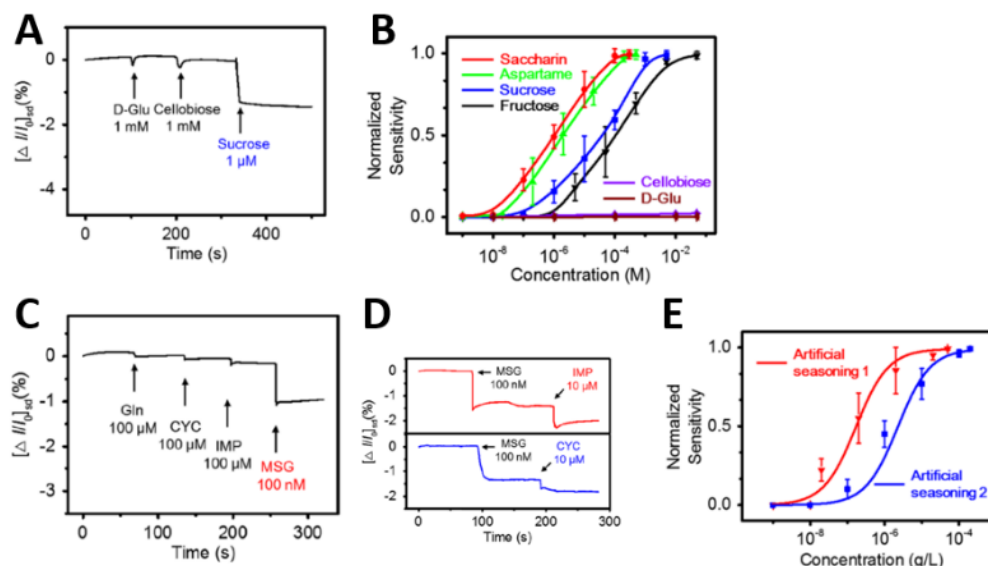 A
[Δ I/I₀]sd(%)
0
-2
-4
D-Glu Cellobiose
1 mM 1 mM
Sucrose
1 µM
0 200 400
Time (s)
B
Normalized
Sensitivity
1.0
0.5
0.0
Saccharin
Aspartame
Sucrose
Fructose
Cellobiose
D-Glu
10⁻⁸ 10⁻⁶ 10⁻⁴ 10⁻²
Concentration (M)
C
[Δ I/I₀]sd(%)
0
-1
-2
-3
Gln
100 µM
CYC
100 µM
IMP
100 µM
MSG
100 nM
0 100 200 300
Time (s)
D
[Δ I/I₀]sd(%)
0
-1
-2
MSG
100 nM
IMP
10 µM
0
-1
-2
MSG
100 nM
CYC
10 µM
0 100 200 300
Time (s)
E
Normalized
Sensitivity
1.0
0.5
0.0
Artificial
seasoning 1
Artificial
seasoning 2
10⁻⁸ 10⁻⁶ 10⁻⁴
Concentration (g/L)